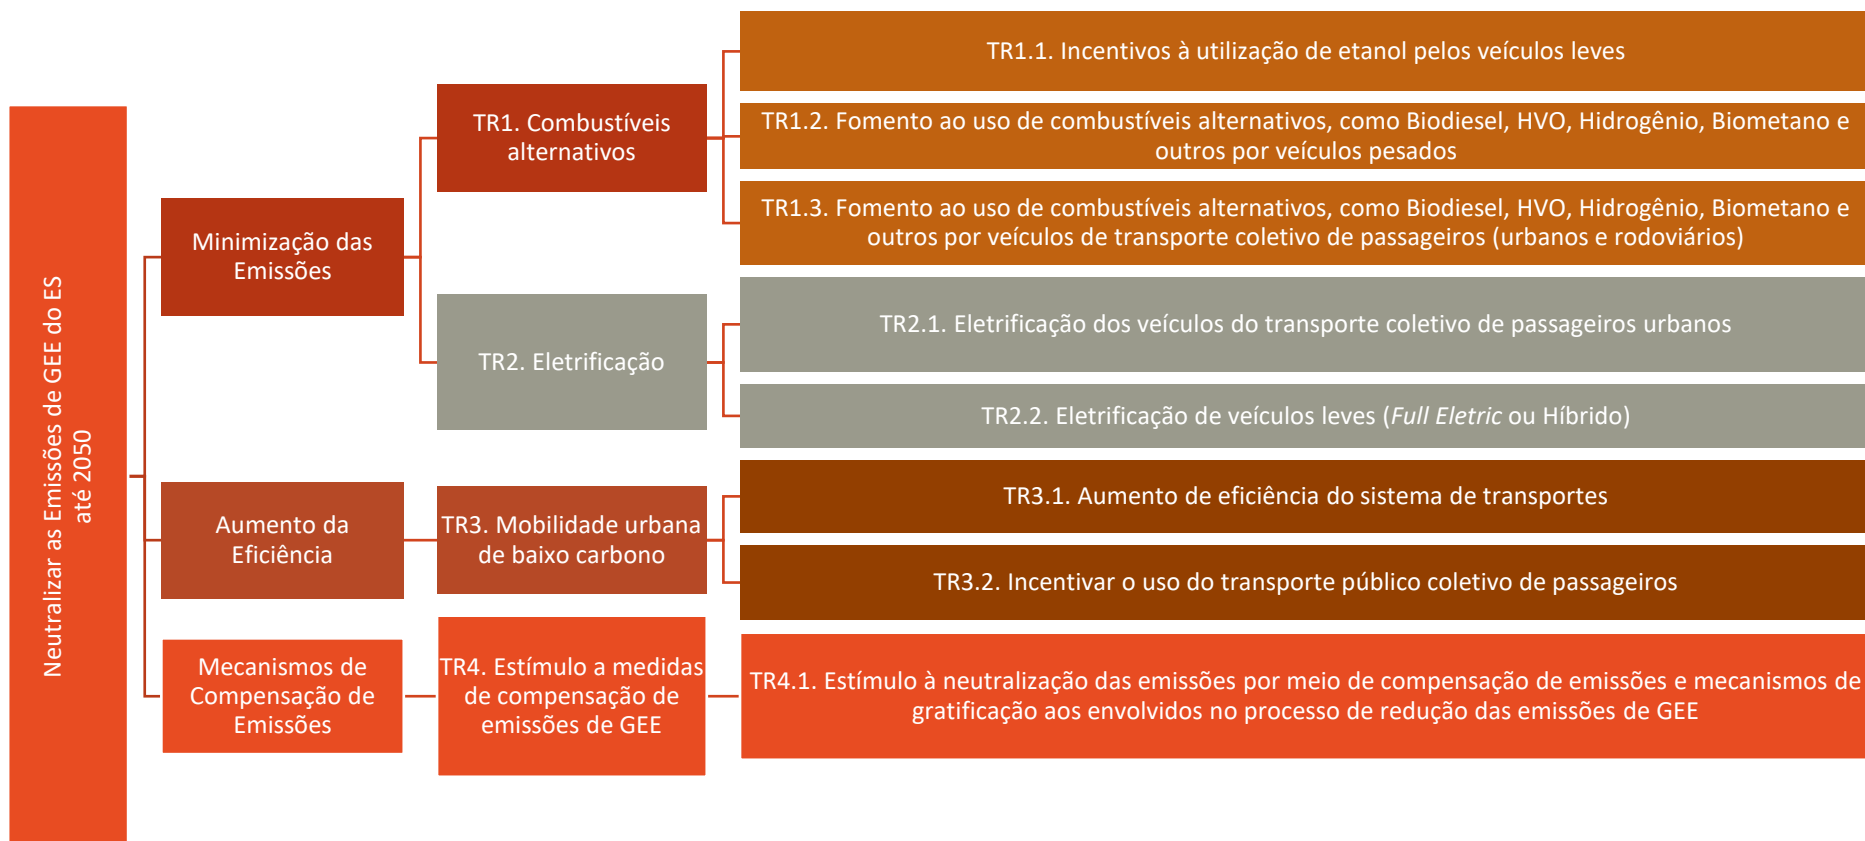 Neutralizar as Emissões de GEE do ES
até 2050
Minimização das
Emissões
TR1. Combustíveis
alternativos
TR1.1. Incentivos à utilização de etanol pelos veículos leves
TR1.2. Fomento ao uso de combustíveis alternativos, como Biodiesel, HVO, Hidrogênio, Biometano e
outros por veículos pesados
TR1.3. Fomento ao uso de combustíveis alternativos, como Biodiesel, HVO, Hidrogênio, Biometano e
outros por veículos de transporte coletivo de passageiros (urbanos e rodoviários)
TR2. Eletrificação
TR2.1. Eletrificação dos veículos do transporte coletivo de passageiros urbanos
TR2.2. Eletrificação de veículos leves (Full Eletric ou Híbrido)
Aumento da
Eficiência
TR3. Mobilidade urbana
de baixo carbono
TR3.1. Aumento de eficiência do sistema de transportes
TR3.2. Incentivar o uso do transporte público coletivo de passageiros
Mecanismos de
Compensação de
Emissões
TR4. Estímulo a medidas
de compensação de
emissões de GEE
TR4.1. Estímulo à neutralização das emissões por meio de compensação de emissões e mecanismos de
gratificação aos envolvidos no processo de redução das emissões de GEE